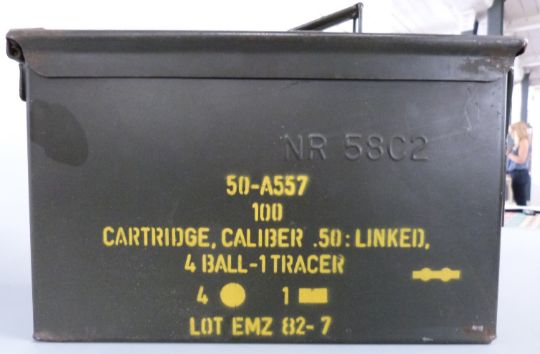 NR 58C2
50-A557
100
CARTRIDGE, CALIBER .50: LINKED,
4 BALL-1 TRACER
4 1
LOT EMZ 82-7